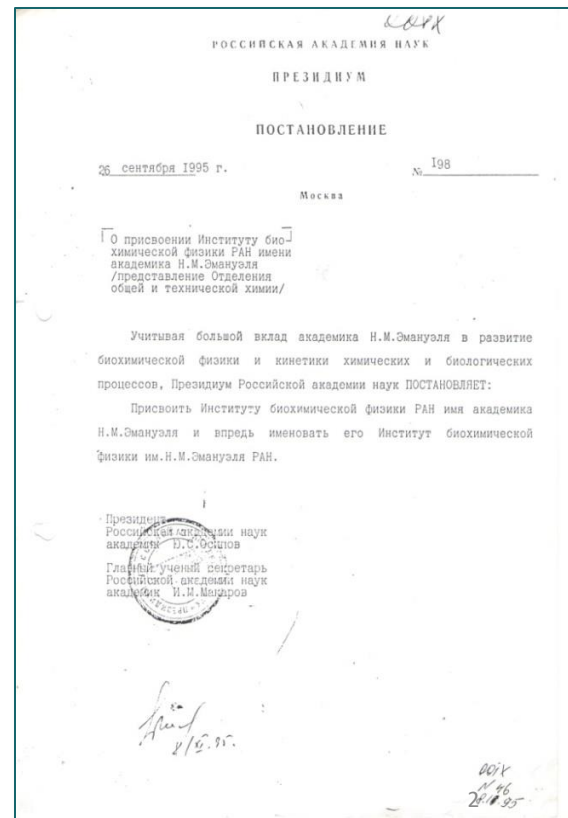 РОССИЙСКАЯ АКАДЕМИЯ НАУК
ПРЕЗИДИУМ
ПОСТАНОВЛЕНИЕ
26 сентября 1995 г. № 198
Москва
О присвоении Институту био-
химической физики РАН имени
академика Н.М.Эмануэля
/представление Отделения
общей и технической химии/
Учитывая большой вклад академика Н.М.Эмануэля в развитие
биохимической физики и кинетики химических и биологических
процессов, Президиум Российской академии наук ПОСТАНОВЛЯЕТ:
Присвоить Институту биохимической физики РАН имя академика
Н.М.Эмануэля и впредь именовать его Институт биохимической
физики им.Н.М.Эмануэля РАН.
Президент
Российской академии наук
академик Ю.С.Осипов
Главный ученый секретарь
Российской академии наук
академик И.М.Макаров